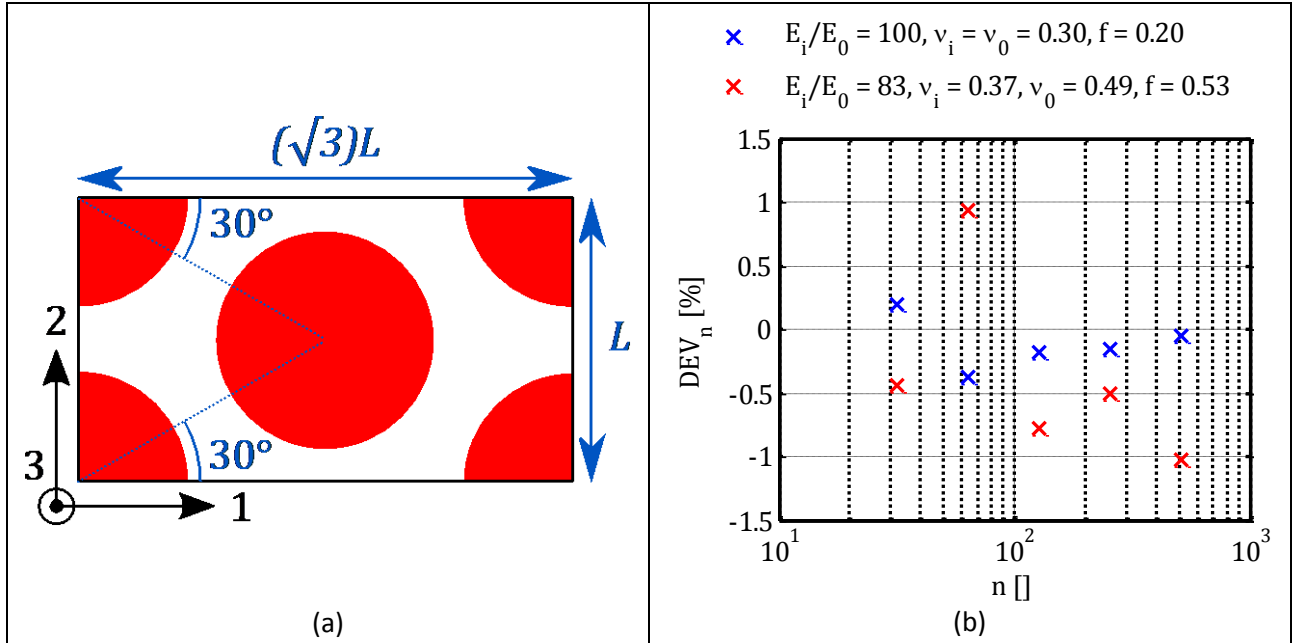 (√3)L
30°
L
30°
2
3
1
(a)
E_i/E_0 = 100, ν_i = ν_0 = 0.30, f = 0.20
E_i/E_0 = 83, ν_i = 0.37, ν_0 = 0.49, f = 0.53
DEV_n [%]
1.5
1
0.5
0
-0.5
-1
-1.5
10^1
10^2
10^3
n []
(b)